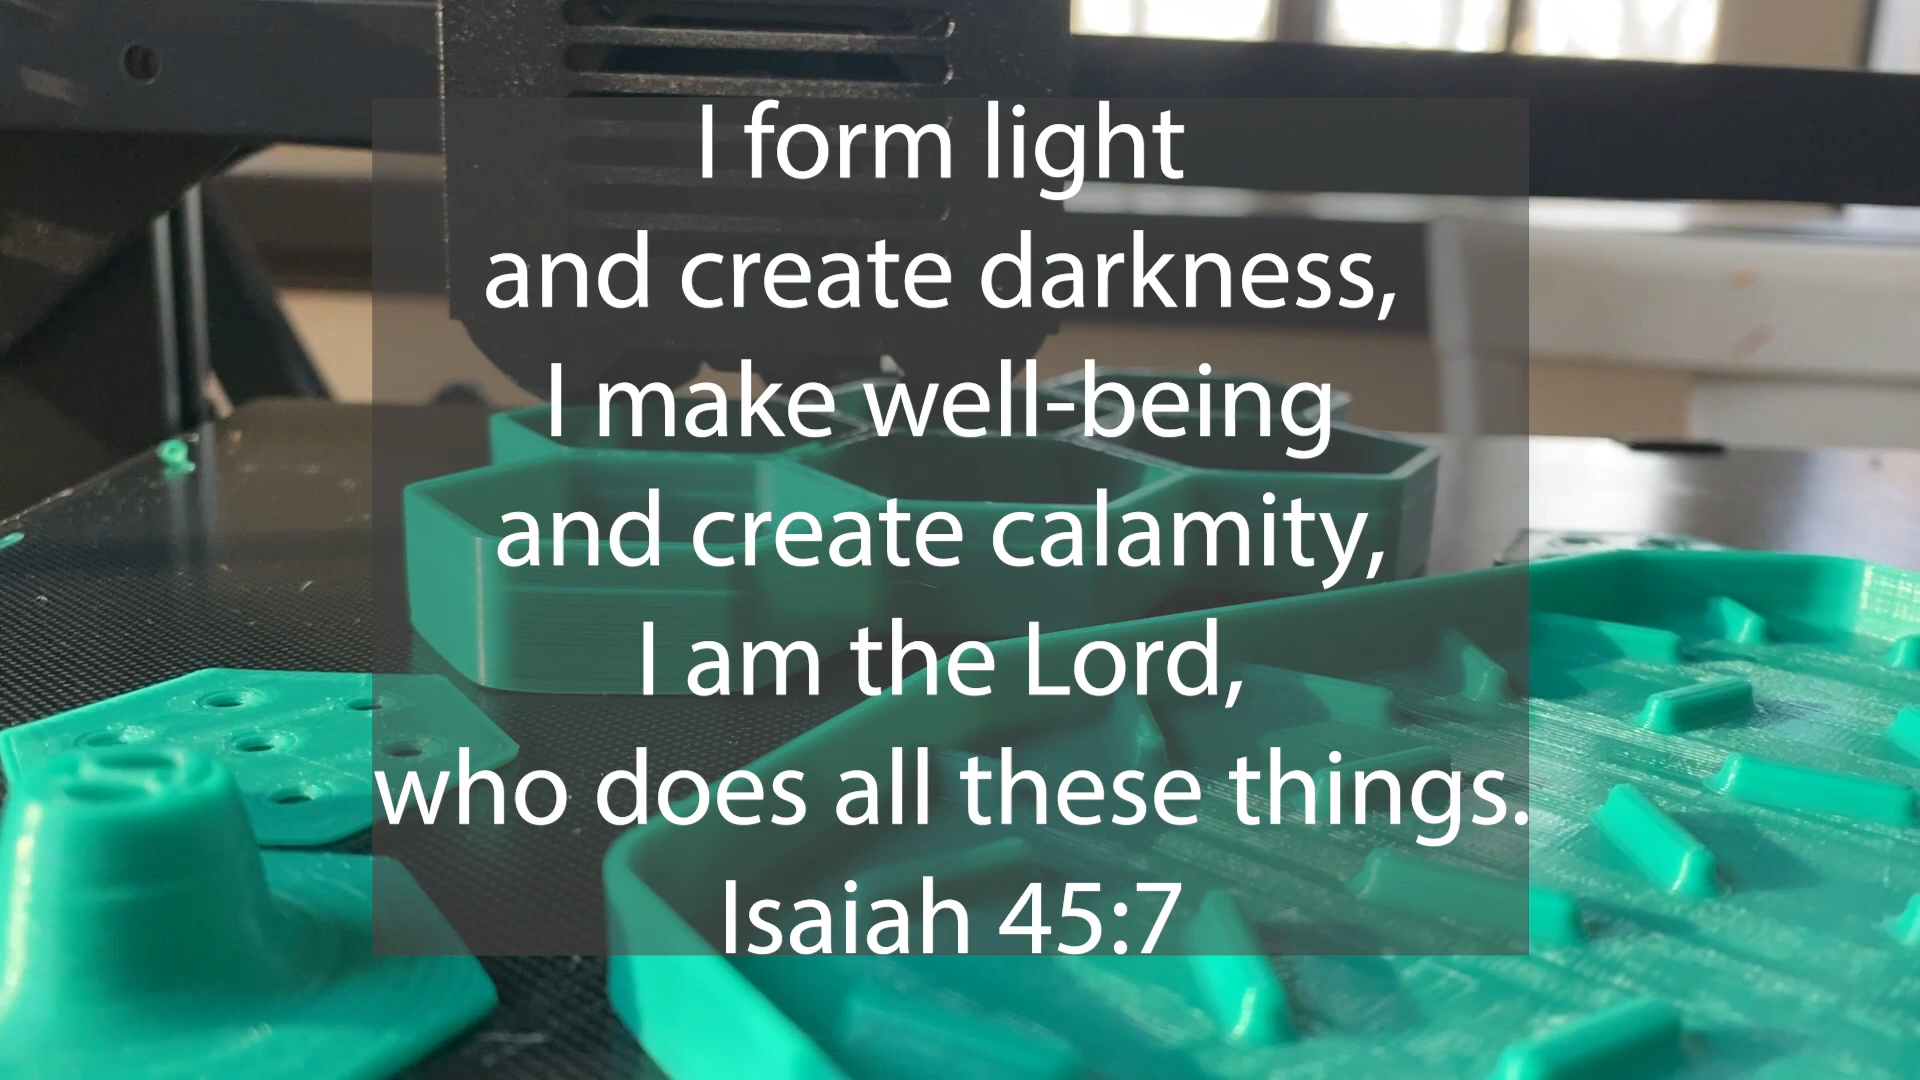 I form light
and create darkness,
I make well-being
and create calamity,
I am the Lord,
who does all these things.
Isaiah 45:7